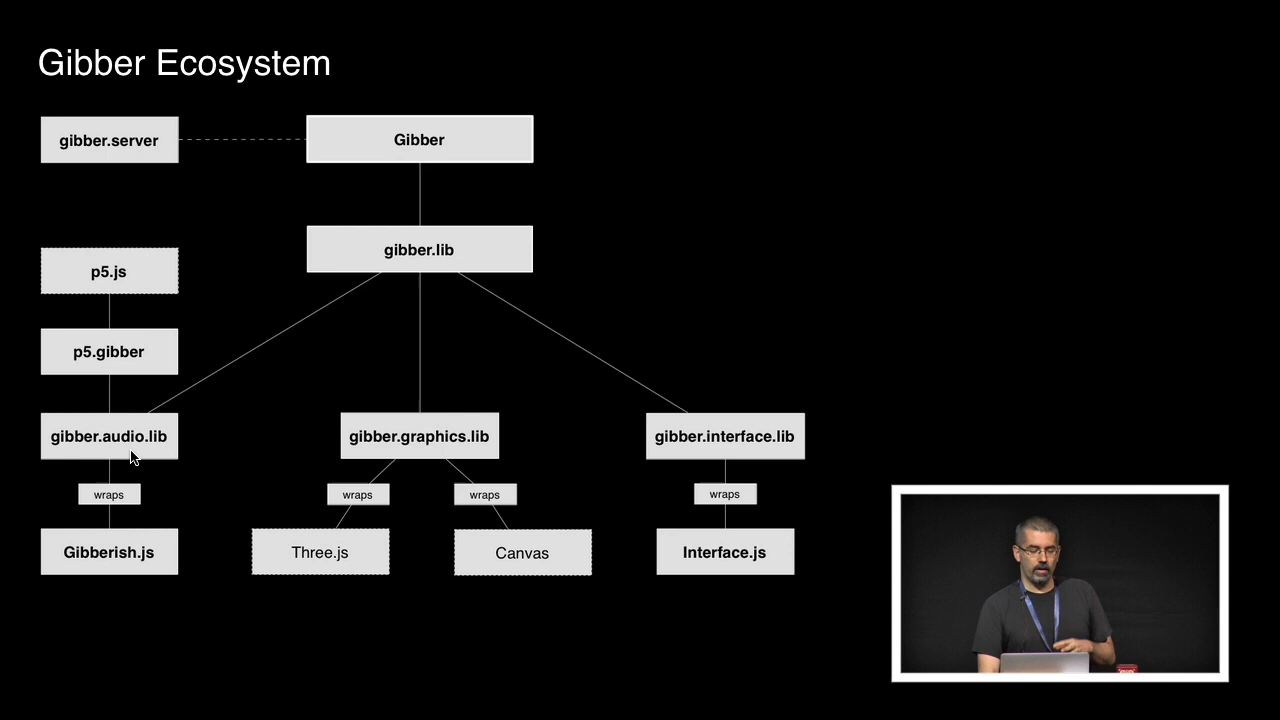 Gibber Ecosystem
gibber.server
Gibber
gibber.lib
p5.js
p5.gibber
gibber.audio.lib
gibber.graphics.lib
gibber.interface.lib
wraps
wraps
wraps
wraps
Gibberish.js
Three.js
Canvas
Interface.js